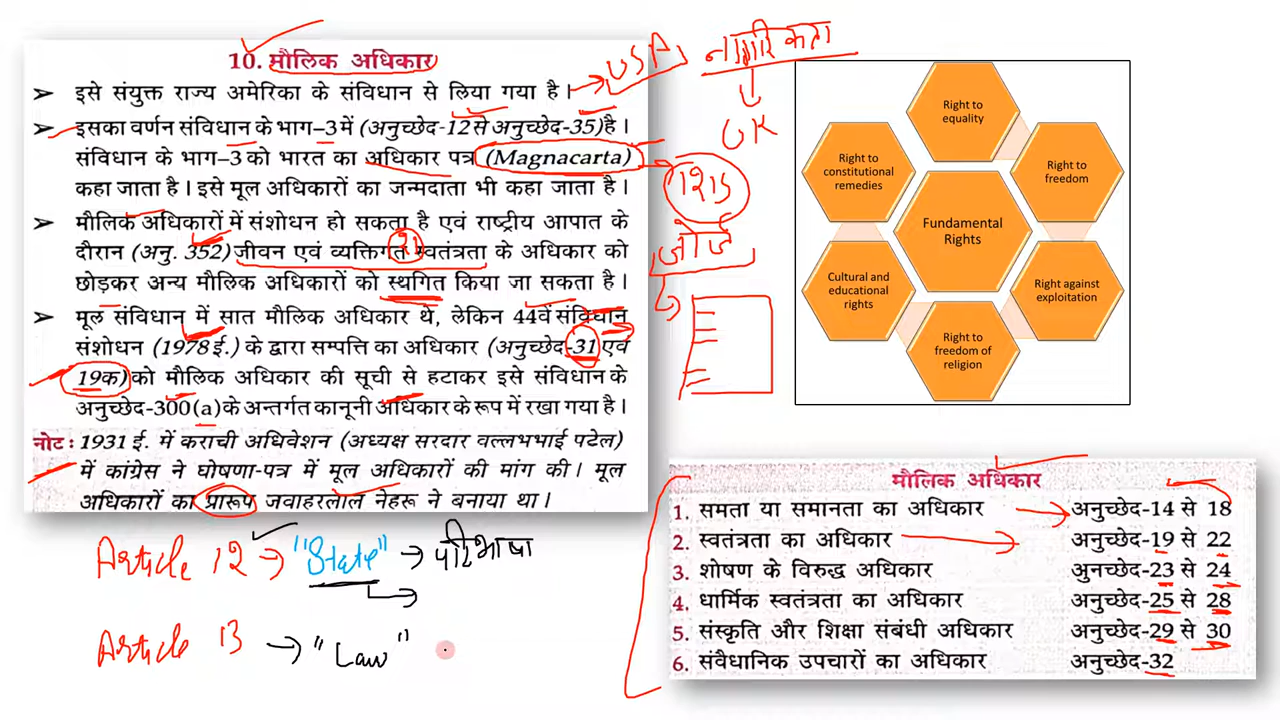 10. मौलिक अधिकार
➤ इसे संयुक्त राज्य अमेरिका के संविधान से लिया गया है।
➤ इसका वर्णन संविधान के भाग–3 में (अनुच्छेद-12 से अनुच्छेद-35) है।
संविधान के भाग–3 को भारत का अधिकार पत्र (Magnacarta)
कहा जाता है। इसे मूल अधिकारों का जन्मदाता भी कहा जाता है।
➤ मौलिक अधिकारों में संशोधन हो सकता है एवं राष्ट्रीय आपात के
दौरान (अनु. 352) जीवन एवं व्यक्तिगत स्वतंत्रता के अधिकार को
छोड़कर अन्य मौलिक अधिकारों को स्थगित किया जा सकता है।
➤ मूल संविधान में सात मौलिक अधिकार थे, लेकिन 44वें संविधान
संशोधन (1978 ई.) के द्वारा सम्पत्ति का अधिकार (अनुच्छेद-31 एवं
19क) को मौलिक अधिकार की सूची से हटाकर इसे संविधान के
अनुच्छेद-300 (a) के अन्तर्गत कानूनी अधिकार के रूप में रखा गया है।
नोट : 1931 ई. में कराची अधिवेशन (अध्यक्ष सरदार वल्लभभाई पटेल)
में कांग्रेस ने घोषणा-पत्र में मूल अधिकारों की मांग की। मूल
अधिकारों का प्रारूप जवाहरलाल नेहरू ने बनाया था।
21
Article 12 → "State" → परिभाषा
Article 13 → "Law"
USA
नागरिकता
UK
1215
जॉर्ज
Right to
equality
Right to
constitutional
remedies
Right to
freedom
Fundamental
Rights
Cultural and
educational
rights
Right against
exploitation
Right to
freedom of
religion
मौलिक अधिकार
1. समता या समानता का अधिकार अनुच्छेद-14 से 18
2. स्वतंत्रता का अधिकार अनुच्छेद-19 से 22
3. शोषण के विरुद्ध अधिकार अुनच्छेद-23 से 24
4. धार्मिक स्वतंत्रता का अधिकार अनुच्छेद-25 से 28
5. संस्कृति और शिक्षा संबंधी अधिकार अनुच्छेद-29 से 30
6. संवैधानिक उपचारों का अधिकार अनुच्छेद-32